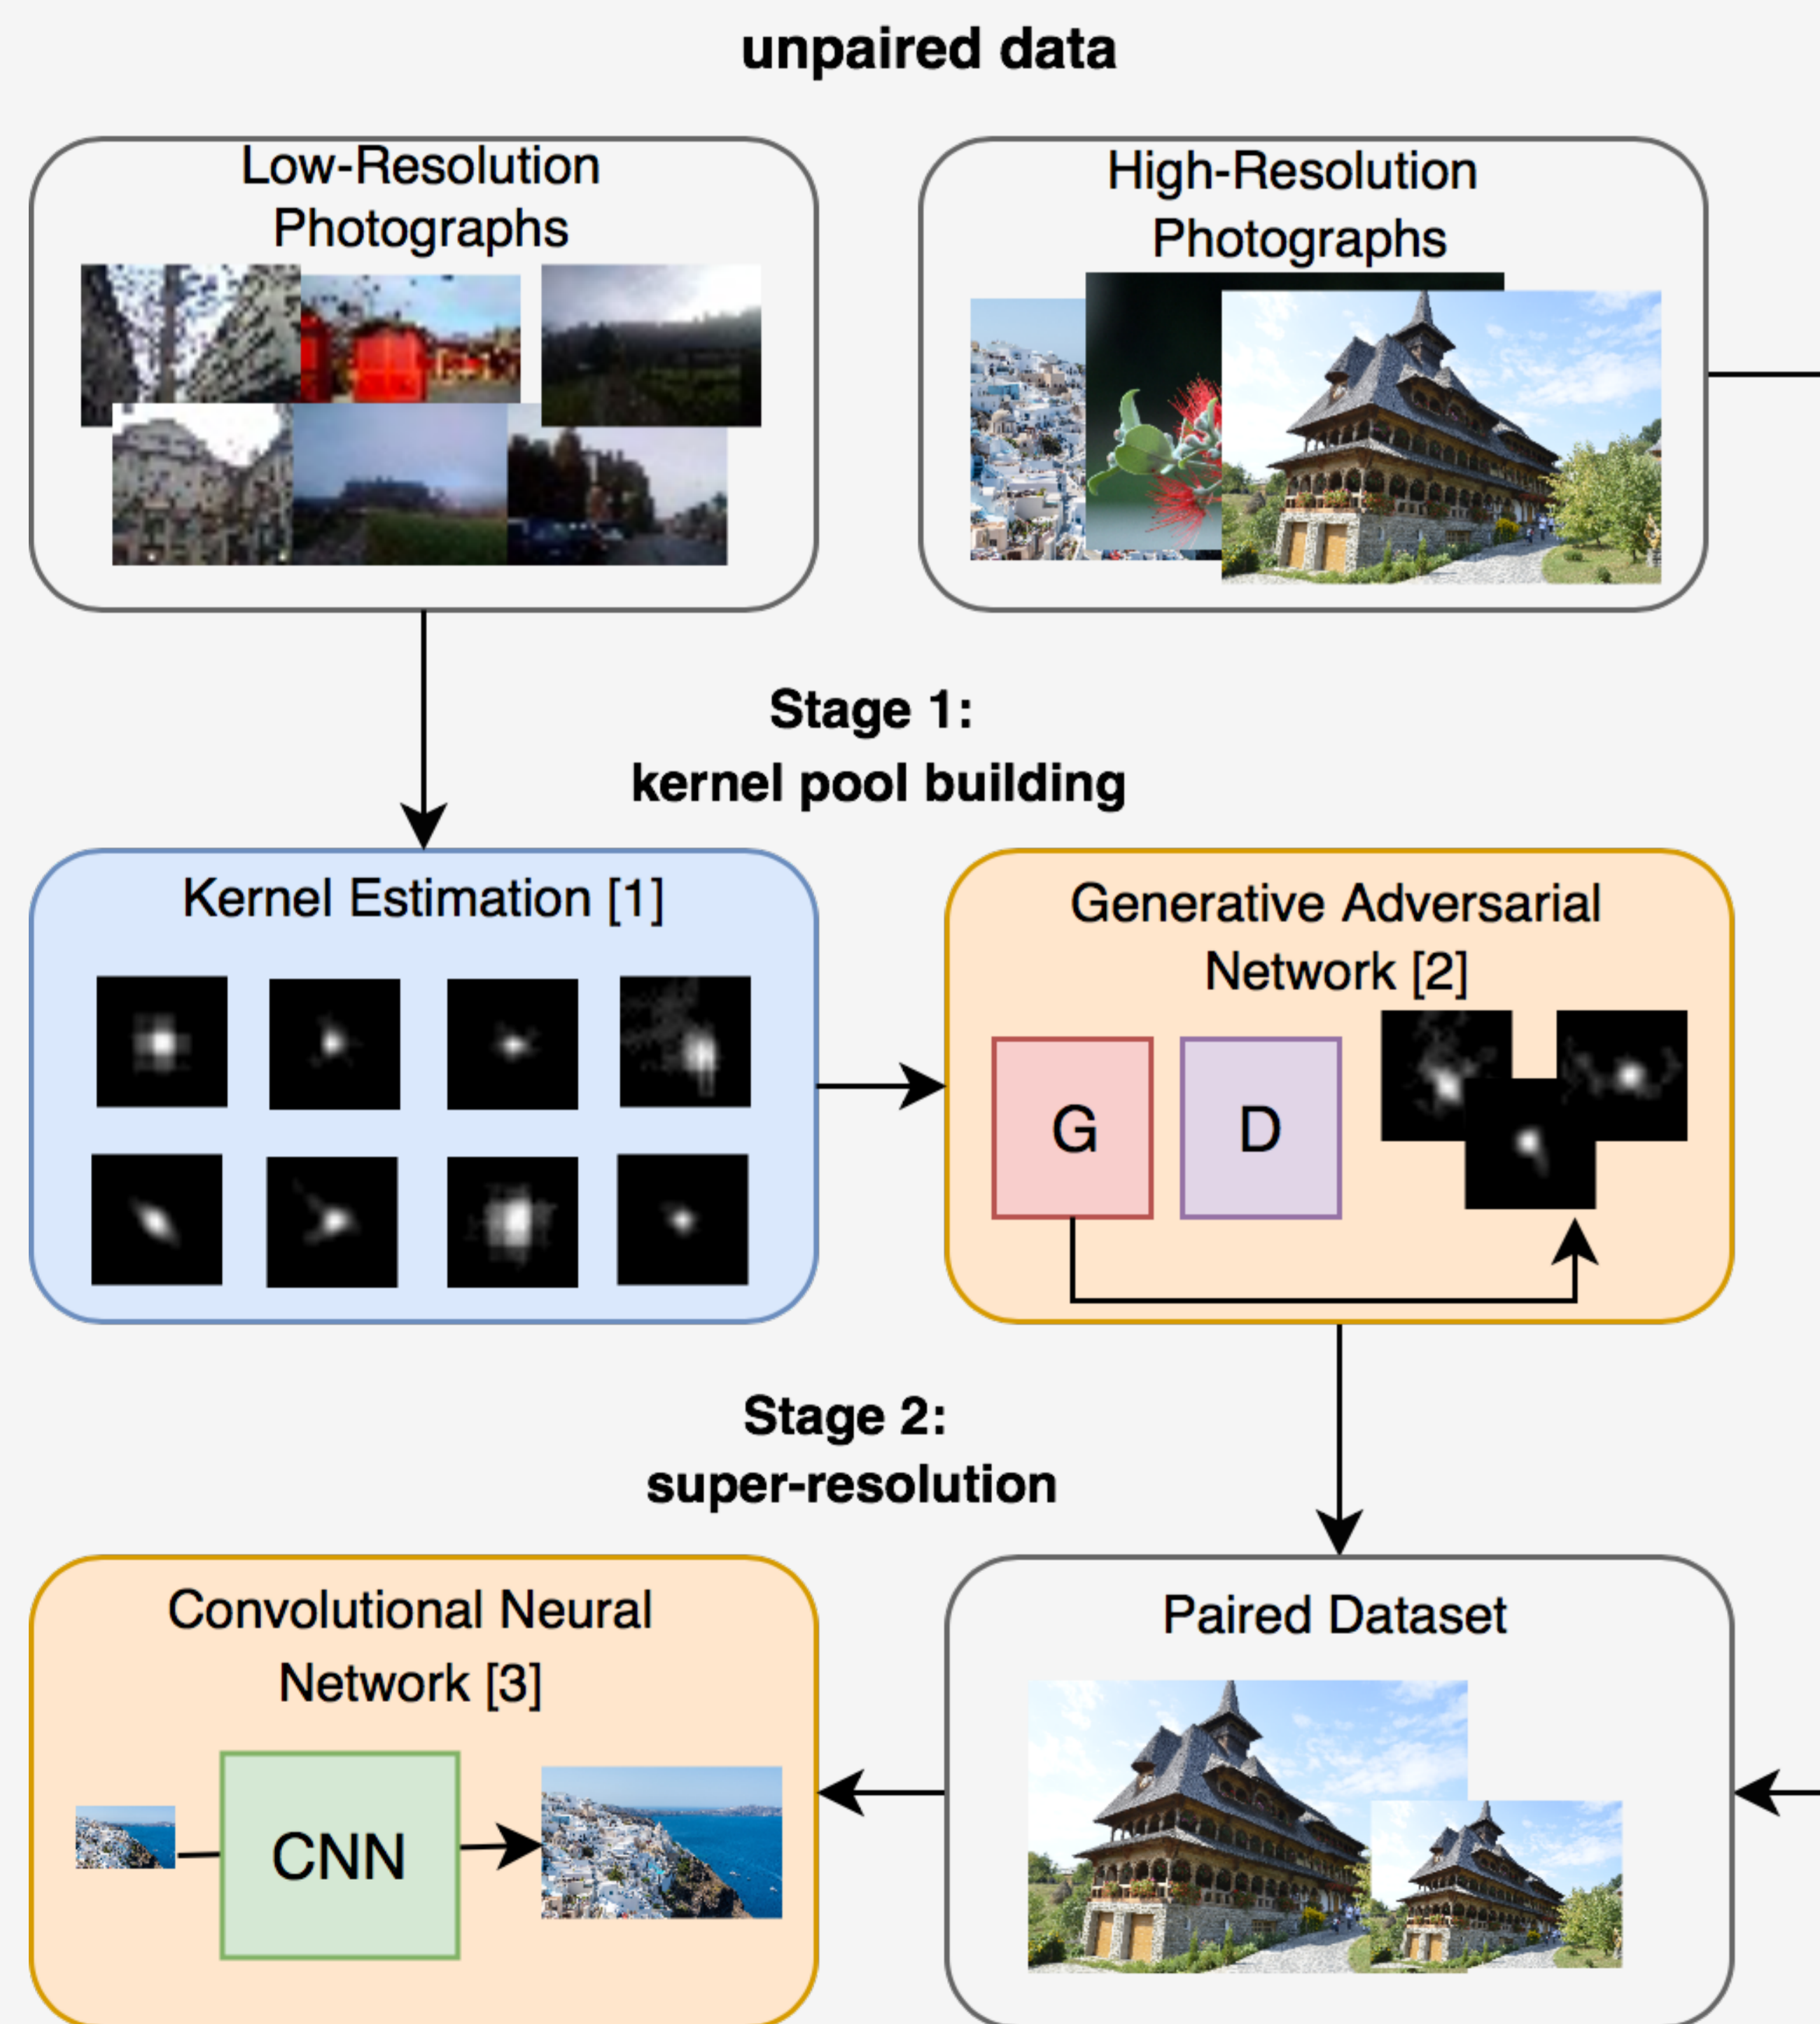 unpaired data
Low-Resolution
Photographs
High-Resolution
Photographs
Stage 1:
kernel pool building
Kernel Estimation [1]
Generative Adversarial
Network [2]
G
D
Stage 2:
super-resolution
Convolutional Neural
Network [3]
CNN
Paired Dataset